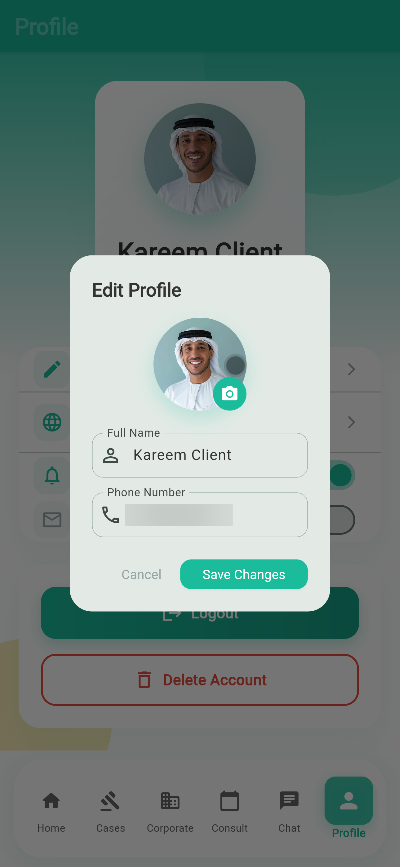 Profile
Kareem Client
Edit Profile
Full Name
Kareem Client
Phone Number
Cancel
Save Changes
Logout
Delete Account
Home
Cases
Corporate
Consult
Chat
Profile